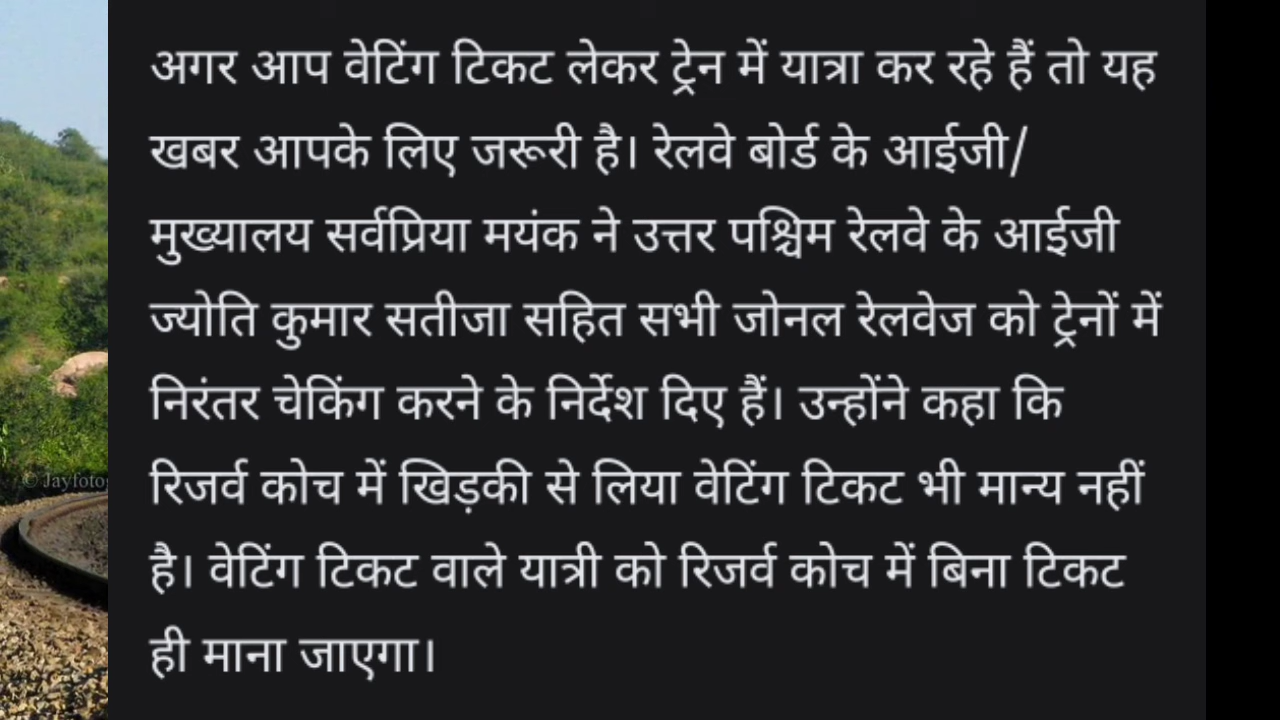 अगर आप वेटिंग टिकट लेकर ट्रेन में यात्रा कर रहे हैं तो यह
खबर आपके लिए जरूरी है। रेलवे बोर्ड के आईजी/
मुख्यालय सर्वप्रिया मयंक ने उत्तर पश्चिम रेलवे के आईजी
ज्योति कुमार सतीजा सहित सभी जोनल रेलवेज को ट्रेनों में
निरंतर चेकिंग करने के निर्देश दिए हैं। उन्होंने कहा कि
© Jayfoto
रिजर्व कोच में खिड़की से लिया वेटिंग टिकट भी मान्य नहीं
है। वेटिंग टिकट वाले यात्री को रिजर्व कोच में बिना टिकट
ही माना जाएगा।